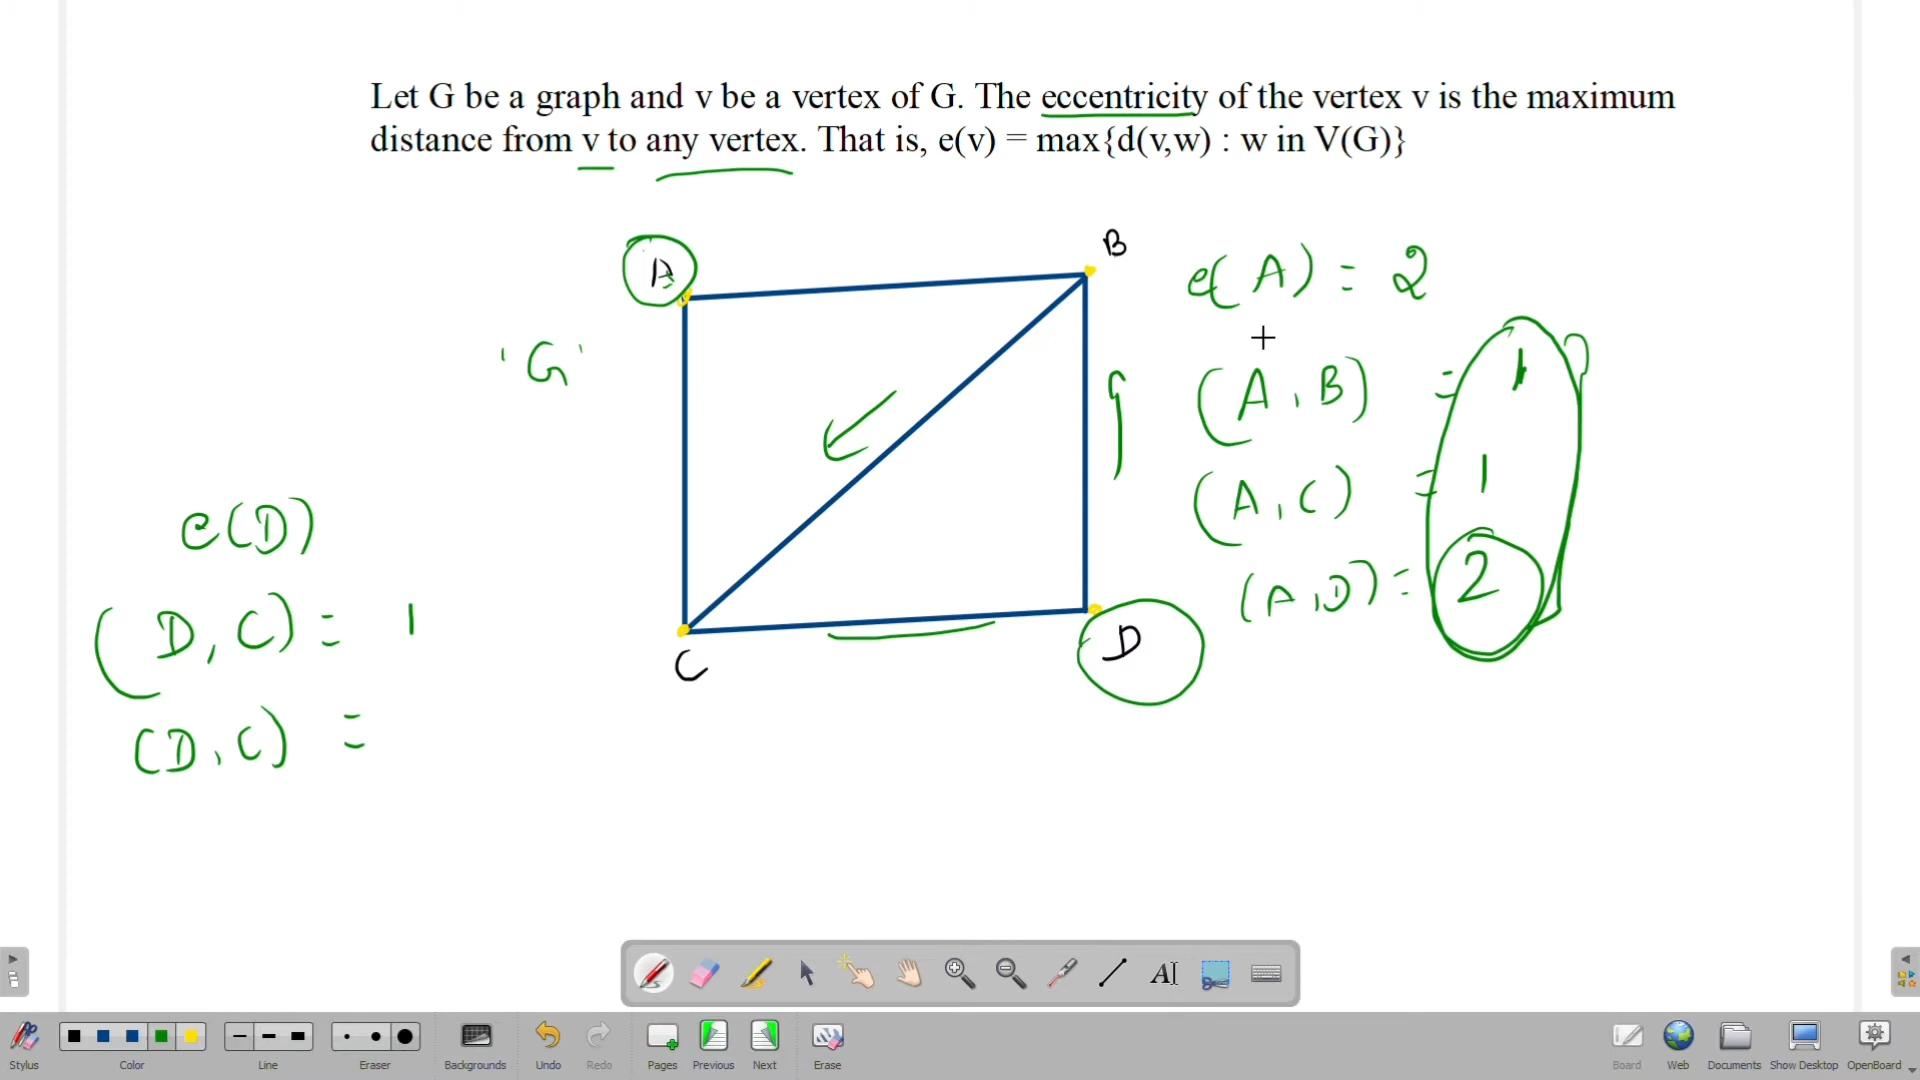 Let G be a graph and v be a vertex of G. The eccentricity of the vertex v is the maximum
distance from v to any vertex. That is, e(v) = max{d(v,w) : w in V(G)}
A
B
'G'
C
D
e(A) = 2
(A, B) = 1
(A, C) = 1
(A, D) = 2
e(D)
(D, C) = 1
(D, C) =
AI
Stylus
Color
Line
Eraser
Backgrounds
Undo
Redo
Pages
Previous
Next
Erase
Board
Web
Documents
Show Desktop
OpenBoard